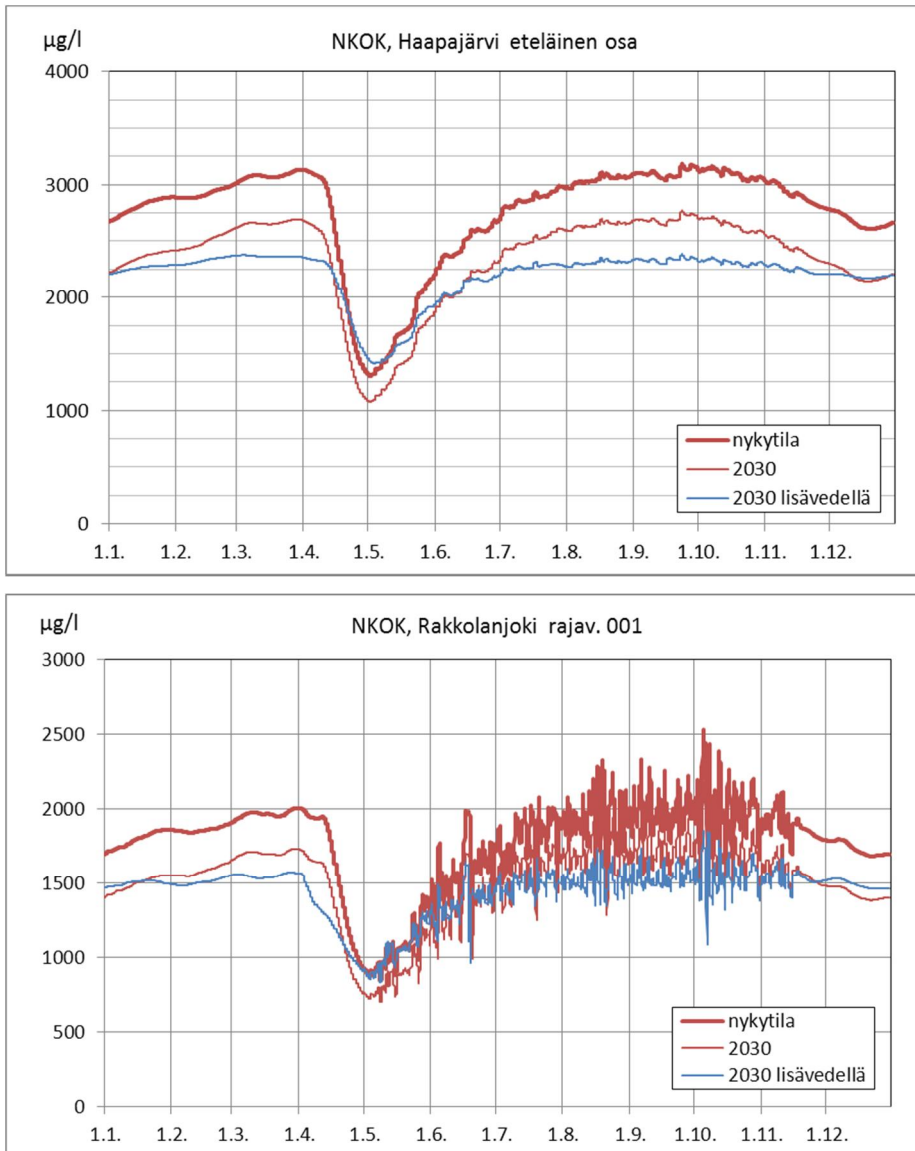 µg/l
NKOK, Haapajärvi eteläinen osa
4000
3000
2000
1000
0
nykytila
2030
2030 lisävedellä
1.1. 1.2. 1.3. 1.4. 1.5. 1.6. 1.7. 1.8. 1.9. 1.10. 1.11. 1.12.
µg/l
NKOK, Rakkolanjoki rajav. 001
3000
2500
2000
1500
1000
500
0
nykytila
2030
2030 lisävedellä
1.1. 1.2. 1.3. 1.4. 1.5. 1.6. 1.7. 1.8. 1.9. 1.10. 1.11. 1.12.